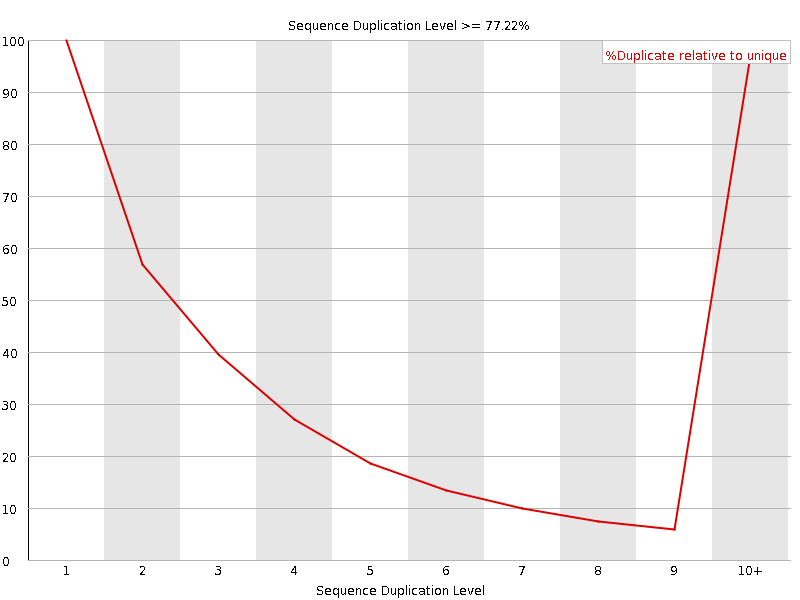 Sequence Duplication Level >= 77.22%
%Duplicate relative to unique
100
90
80
70
60
50
40
30
20
10
0
1 2 3 4 5 6 7 8 9 10+
Sequence Duplication Level